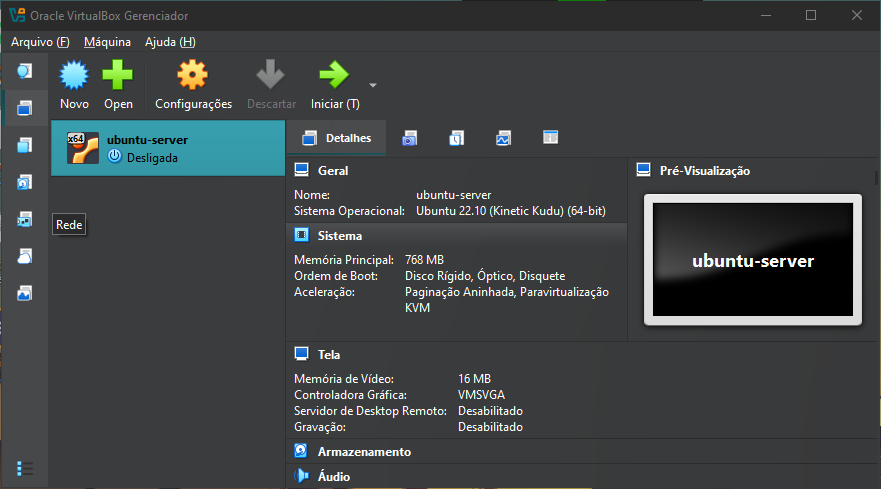 Oracle VirtualBox Gerenciador
Arquivo (F) Máquina Ajuda (H)
Novo Open Configurações Descartar Iniciar (T)
x64
ubuntu-server
Desligada
Rede
Detalhes
Geral
Nome: ubuntu-server
Sistema Operacional: Ubuntu 22.10 (Kinetic Kudu) (64-bit)
Sistema
Memória Principal: 768 MB
Ordem de Boot: Disco Rígido, Óptico, Disquete
Aceleração: Paginação Aninhada, Paravirtualização
KVM
Pré-Visualização
ubuntu-server
Tela
Memória de Vídeo: 16 MB
Controladora Gráfica: VMSVGA
Servidor de Desktop Remoto: Desabilitado
Gravação: Desabilitado
Armazenamento
Áudio